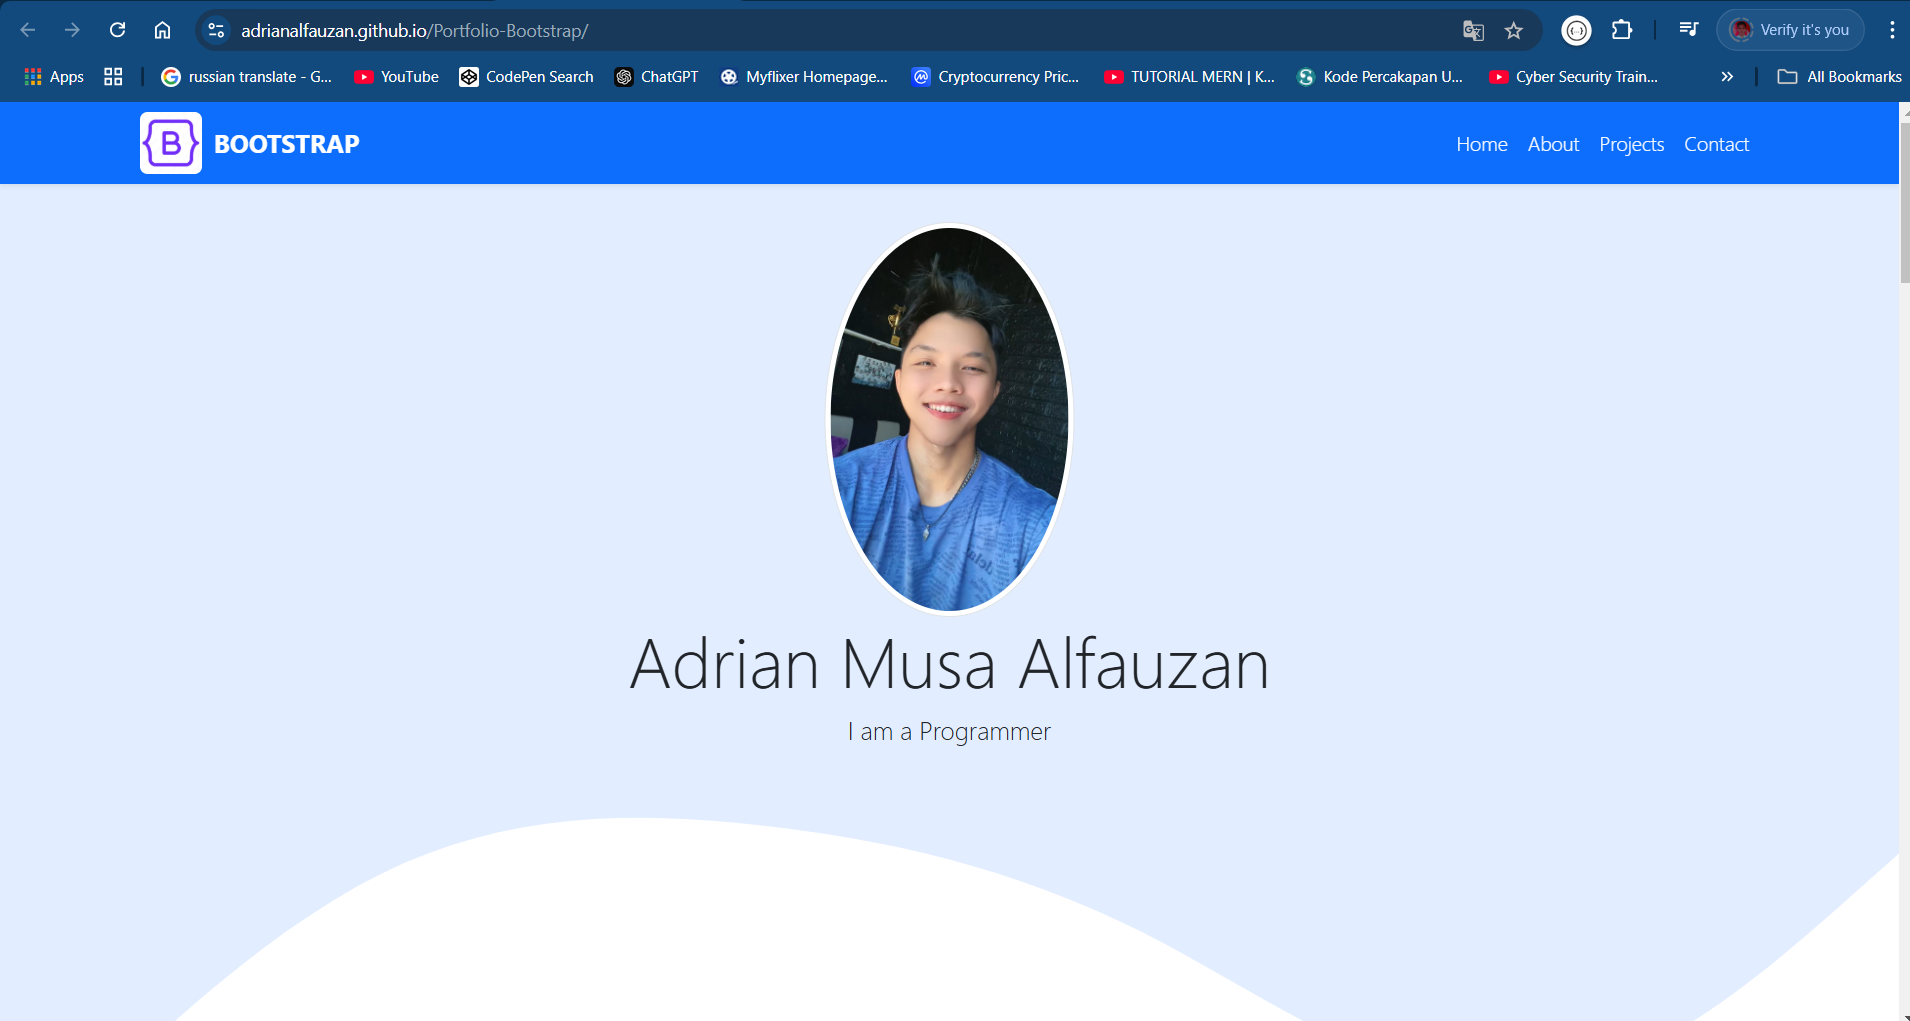 adrianalfauzan.github.io/Portfolio-Bootstrap/
Verify it's you
Apps
russian translate - G...
YouTube
CodePen Search
ChatGPT
Myflixer Homepage...
Cryptocurrency Pric...
TUTORIAL MERN | K...
Kode Percakapan U...
Cyber Security Train...
All Bookmarks
B BOOTSTRAP
Home About Projects Contact
Adrian Musa Alfauzan
I am a Programmer